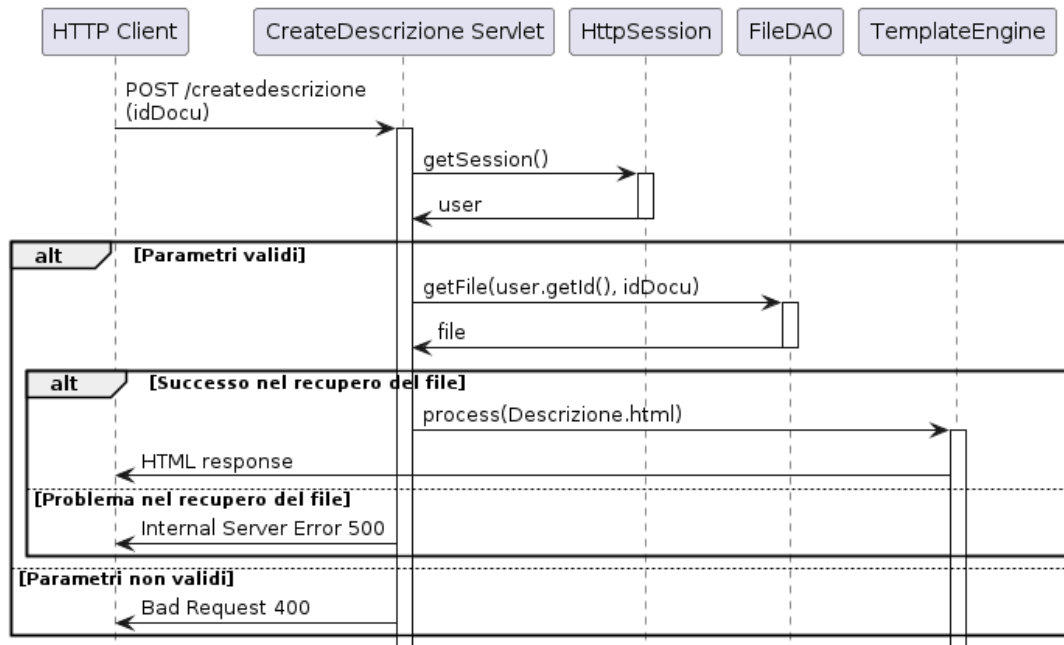 HTTP Client
CreateDescrizione Servlet
HttpSession
FileDAO
TemplateEngine
POST /createdescrizione
(idDocu)
getSession()
user
alt
[Parametri validi]
getFile(user.getId(), idDocu)
file
alt
[Successo nel recupero del file]
process(Descrizione.html)
HTML response
[Problema nel recupero del file]
Internal Server Error 500
[Parametri non validi]
Bad Request 400